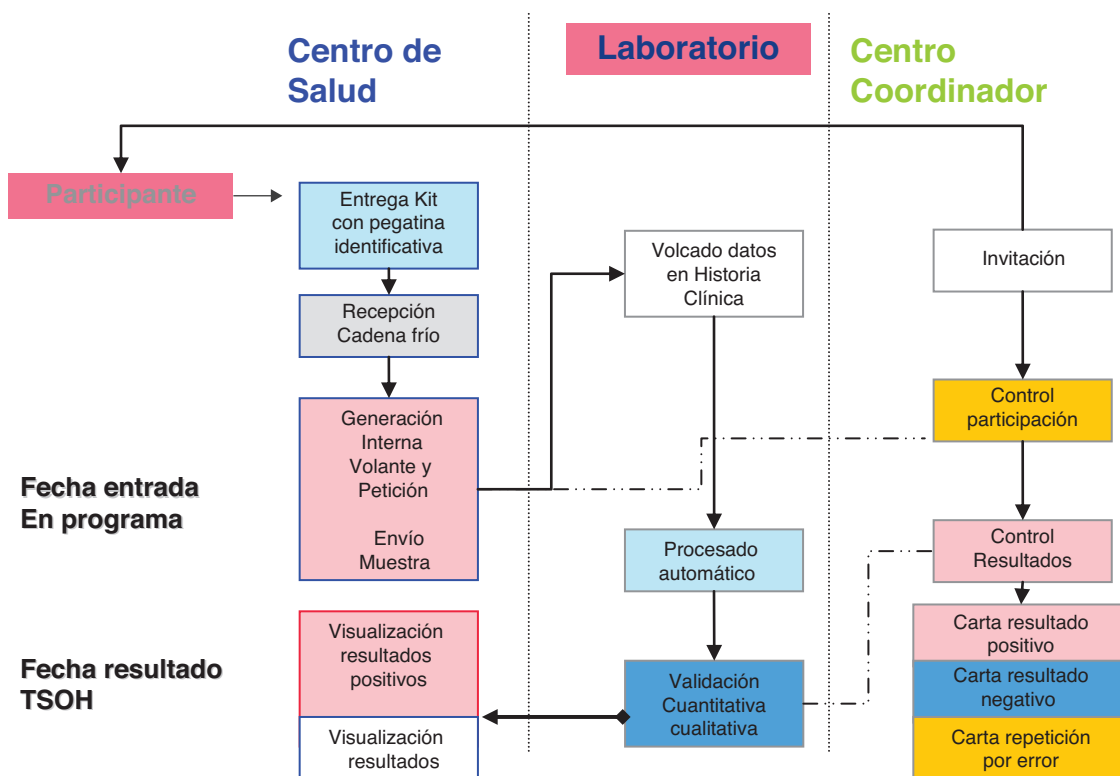 Centro de
Salud
Laboratorio
Centro
Coordinador
Participante
Entrega Kit
con pegatina
identificativa
Recepción
Cadena frío
Generación
Interna
Volante y
Petición
Envío
Muestra
Fecha entrada
En programa
Visualización
resultados
positivos
Visualización
resultados
Fecha resultado
TSOH
Volcado datos
en Historia
Clínica
Procesado
automático
Validación
Cuantitativa
cualitativa
Invitación
Control
participación
Control
Resultados
Carta resultado
positivo
Carta resultado
negativo
Carta repetición
por error